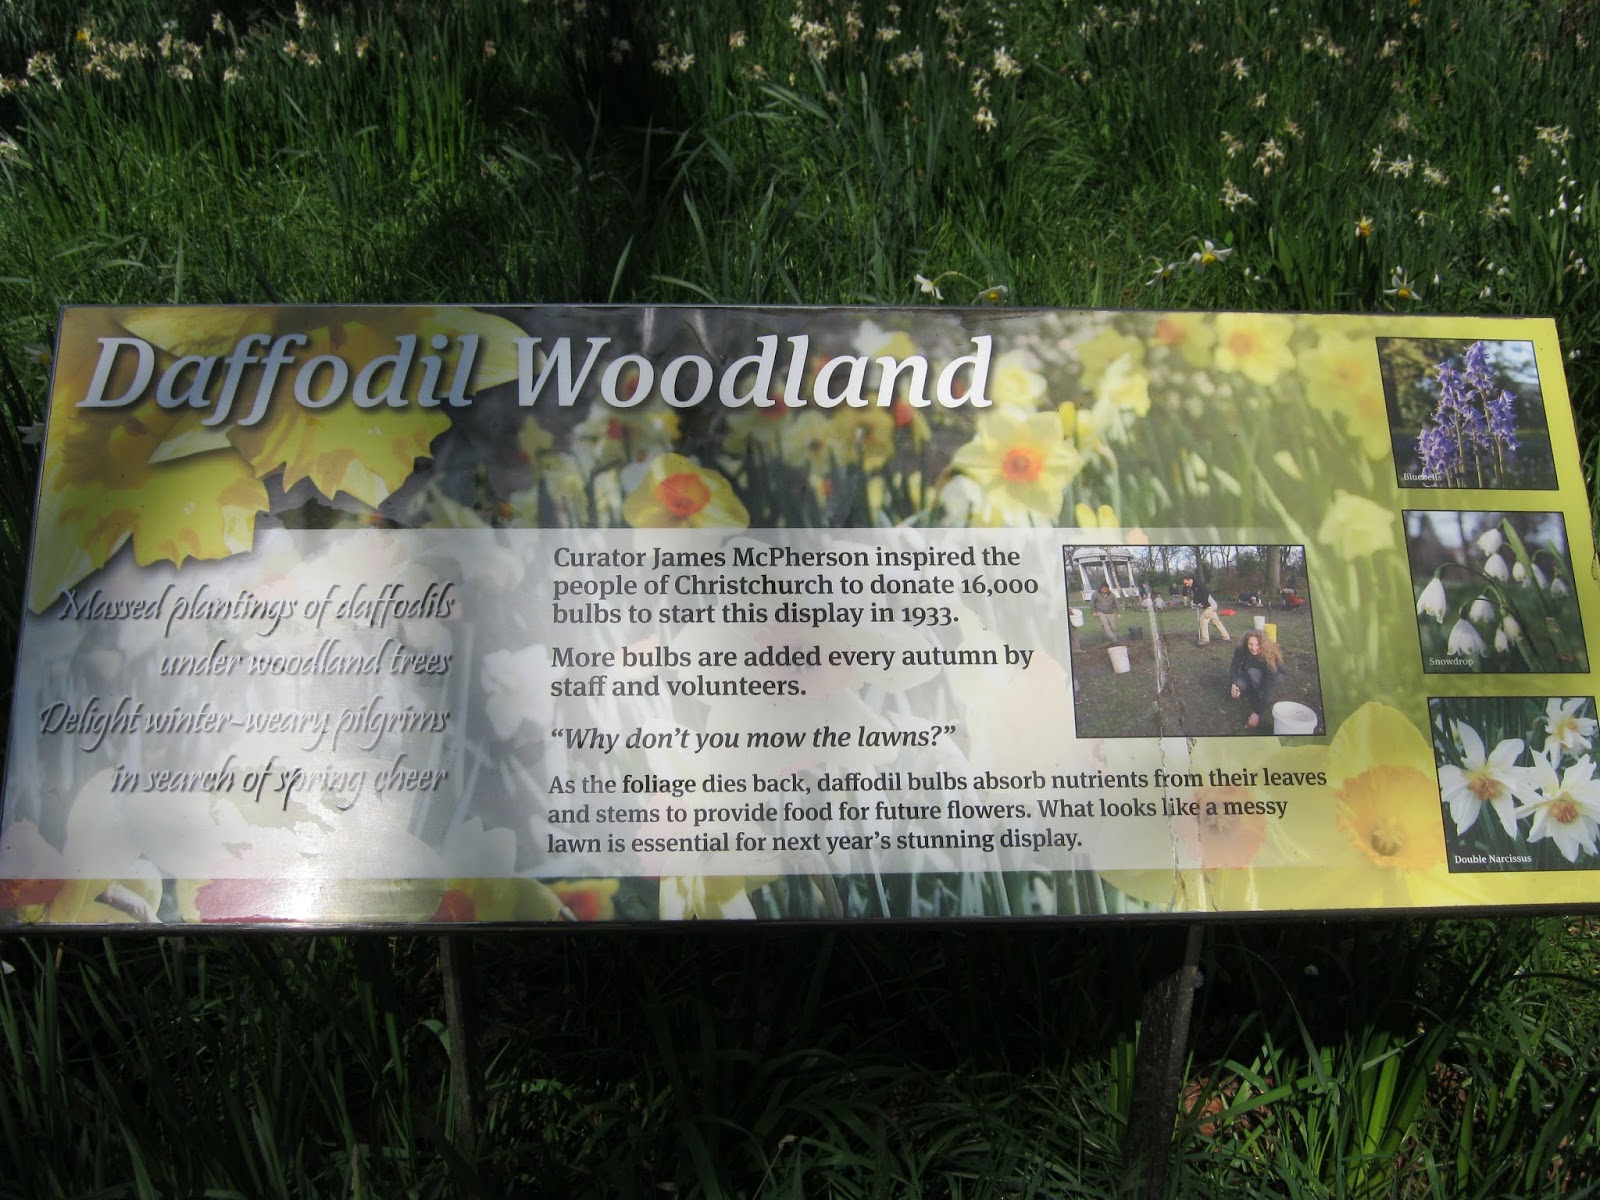 Daffodil Woodland
Massed plantings of daffodils
under woodland trees
Delight winter-weary pilgrims
in search of spring cheer
Curator James McPherson inspired the
people of Christchurch to donate 16,000
bulbs to start this display in 1933.
More bulbs are added every autumn by
staff and volunteers.
“Why don’t you mow the lawns?”
As the foliage dies back, daffodil bulbs absorb nutrients from their leaves
and stems to provide food for future flowers. What looks like a messy
lawn is essential for next year’s stunning display.
Bluebells
Snowdrop
Double Narcissus